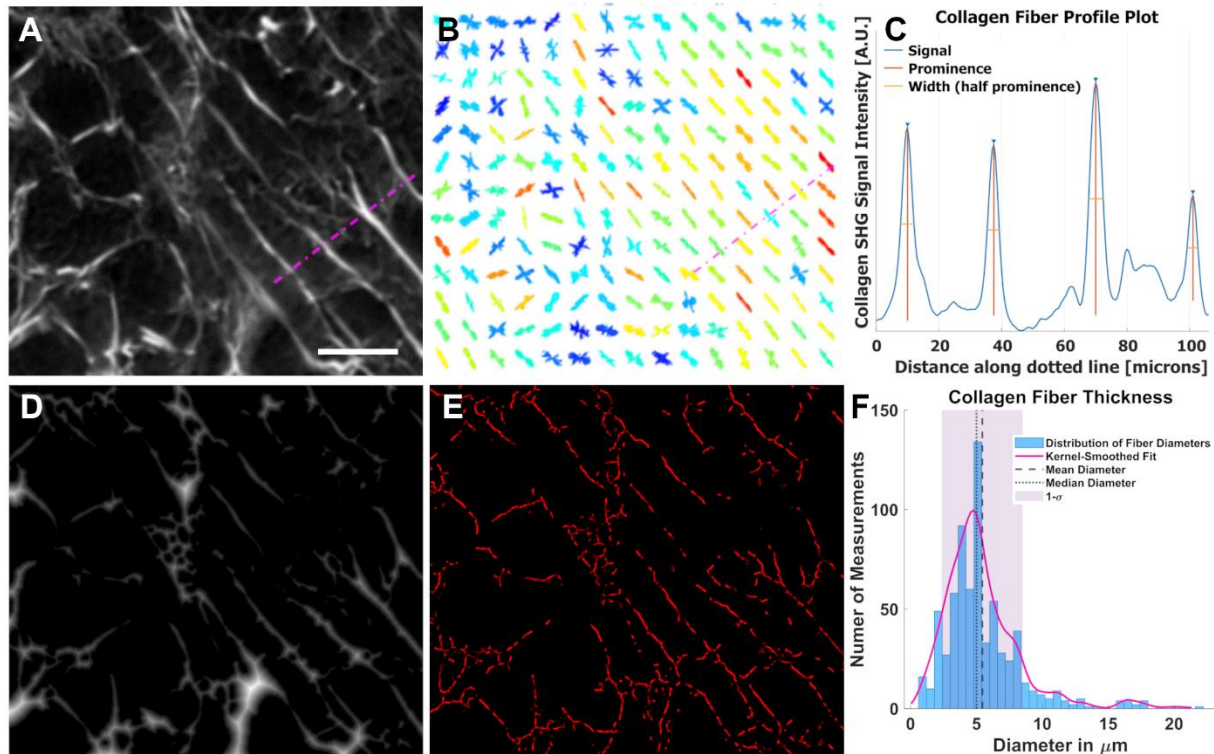 A
B
C
Collagen Fiber Profile Plot
Signal
Prominence
Width (half prominence)
Collagen SHG Signal Intensity [A.U.]
0 20 40 60 80 100
Distance along dotted line [microns]
D
E
F
Collagen Fiber Thickness
150
Distribution of Fiber Diameters
Kernel-Smoothed Fit
Mean Diameter
Median Diameter
1-σ
100
50
0
Numer of Measurements
0 5 10 15 20
Diameter in μm